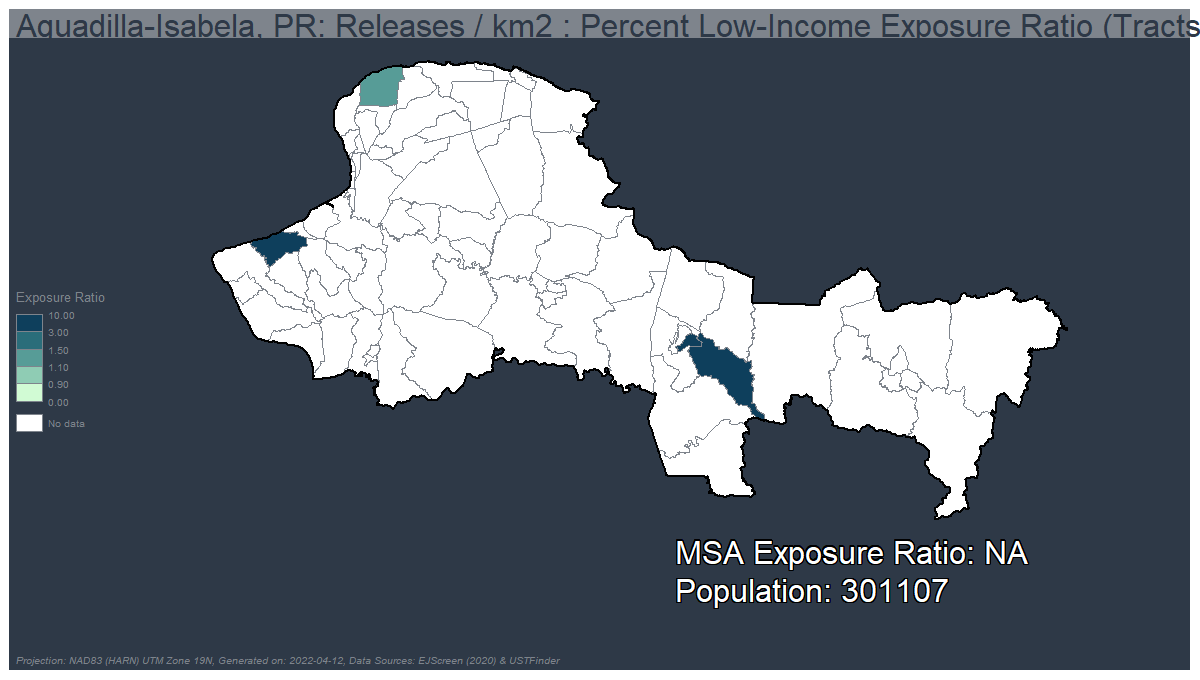 Aguadilla-Isabela, PR: Releases / km2 : Percent Low-Income Exposure Ratio (Tracts
Exposure Ratio
10.00
3.00
1.50
1.10
0.90
0.00
No data
MSA Exposure Ratio: NA
Population: 301107
Projection: NAD83 (HARN) UTM Zone 19N, Generated on: 2022-04-12, Data Sources: EJScreen (2020) & USTFinder